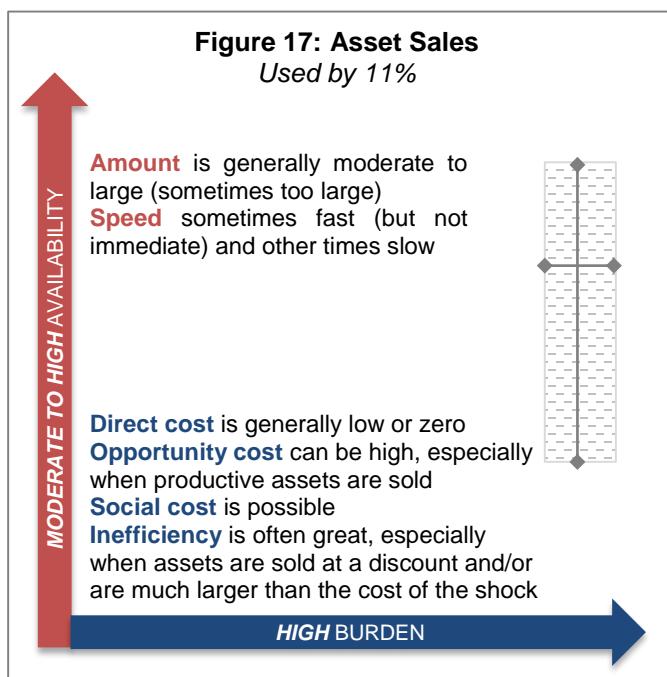 Figure 17: Asset Sales
Used by 11%
Amount is generally moderate to
large (sometimes too large)
Speed sometimes fast (but not
immediate) and other times slow
MODERATE TO HIGH AVAILABILITY
Direct cost is generally low or zero
Opportunity cost can be high, especially
when productive assets are sold
Social cost is possible
Inefficiency is often great, especially
when assets are sold at a discount and/or
are much larger than the cost of the shock
HIGH BURDEN